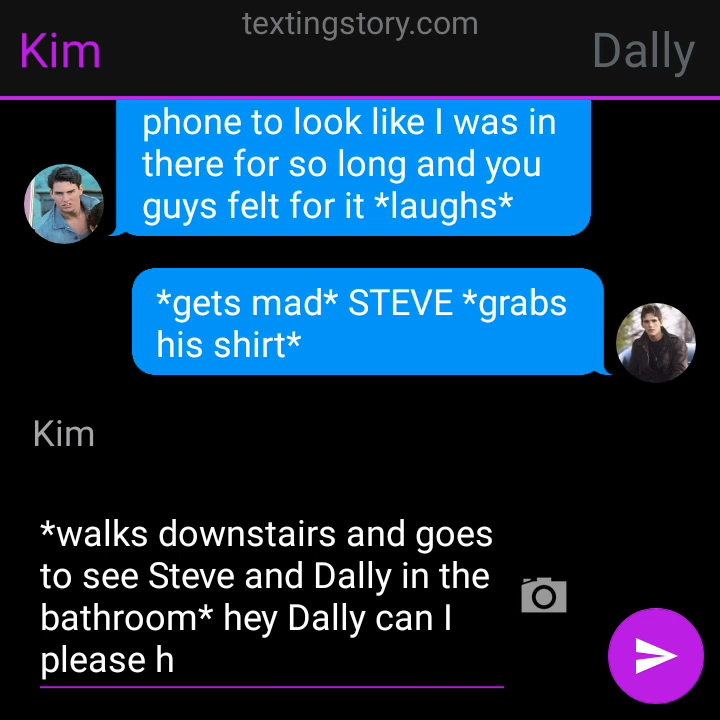 textingstory.com
Kim
Dally
phone to look like I was in
there for so long and you
guys felt for it *laughs*
*gets mad* STEVE *grabs
his shirt*
Kim
*walks downstairs and goes
to see Steve and Dally in the
bathroom* hey Dally can I
please h